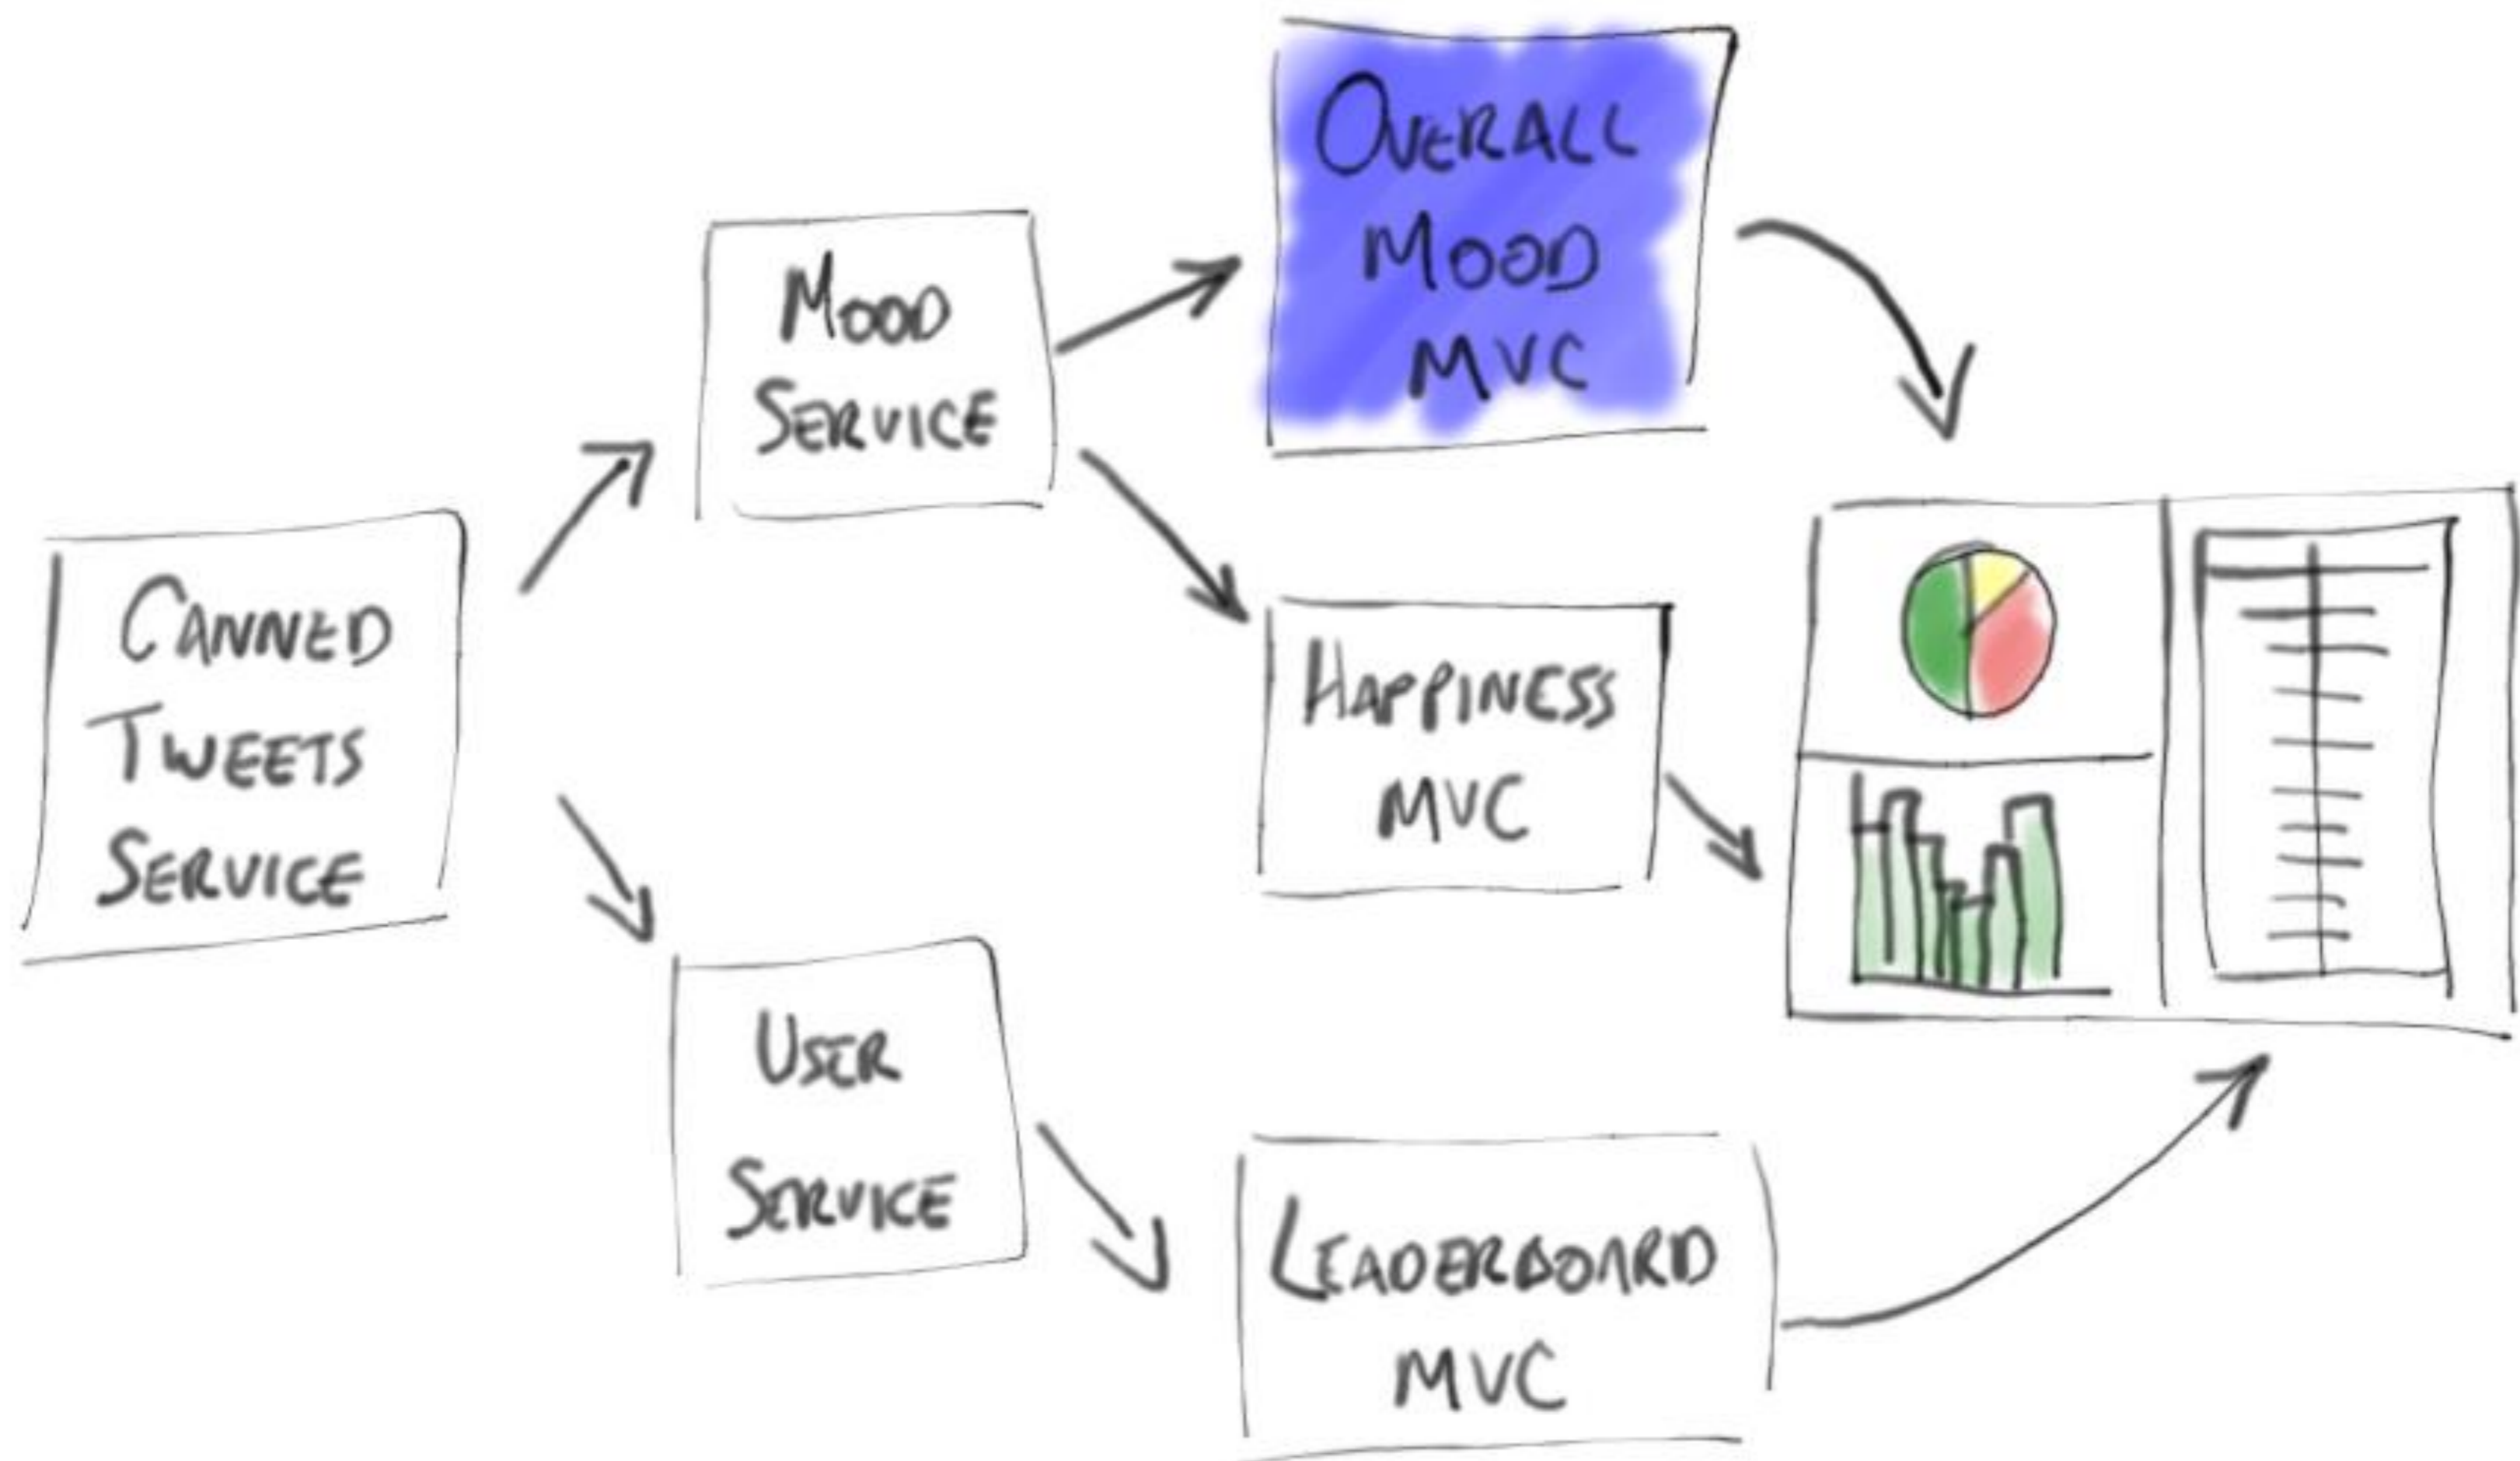 CANNED
TWEETS
SERVICE
MOOD
SERVICE
USER
SERVICE
OVERALL
MOOD
MVC
HAPPINESS
MVC
LEADERBOARD
MVC